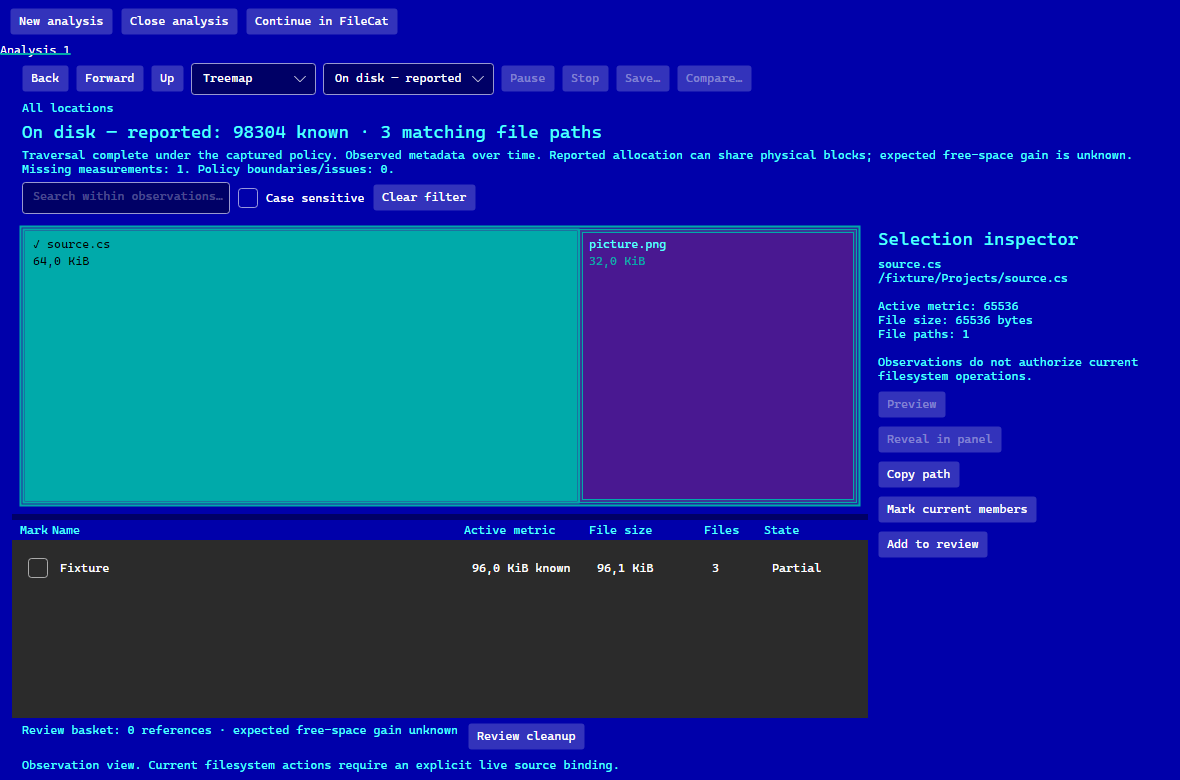 New analysis Close analysis Continue in FileCat
Analysis 1
Back Forward Up Treemap On disk — reported Pause Stop Save… Compare…
All locations
On disk — reported: 98304 known · 3 matching file paths
Traversal complete under the captured policy. Observed metadata over time. Reported allocation can share physical blocks; expected free-space gain is unknown.
Missing measurements: 1. Policy boundaries/issues: 0.
Search within observations… Case sensitive Clear filter
✓ source.cs
64,0 KiB
picture.png
32,0 KiB
Selection inspector
source.cs
/fixture/Projects/source.cs
Active metric: 65536
File size: 65536 bytes
File paths: 1
Observations do not authorize current
filesystem operations.
Preview
Reveal in panel
Copy path
Mark current members
Add to review
Mark Name Active metric File size Files State
Fixture 96,0 KiB known 96,1 KiB 3 Partial
Review basket: 0 references · expected free-space gain unknown Review cleanup
Observation view. Current filesystem actions require an explicit live source binding.